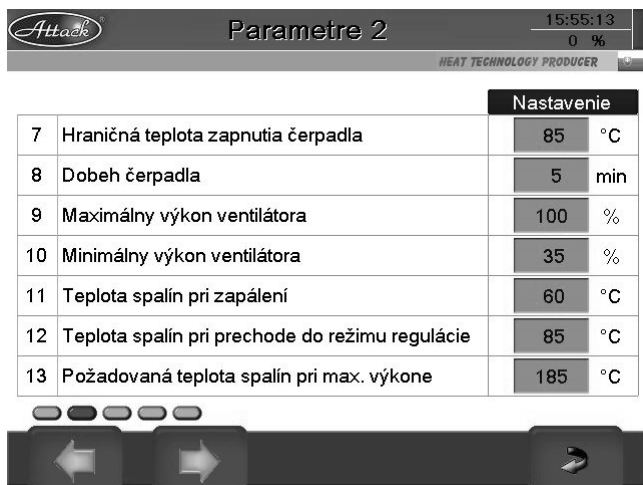 Attack®
Parametre 2
15:55:13
0 %
HEAT TECHNOLOGY PRODUCER
Nastavenie
7 Hraničná teplota zapnutia čerpadla 85 °C
8 Dobeh čerpadla 5 min
9 Maximálny výkon ventilátora 100 %
10 Minimálny výkon ventilátora 35 %
11 Teplota spalín pri zapálení 60 °C
12 Teplota spalín pri prechode do režimu regulácie 85 °C
13 Požadovaná teplota spalín pri max. výkone 185 °C